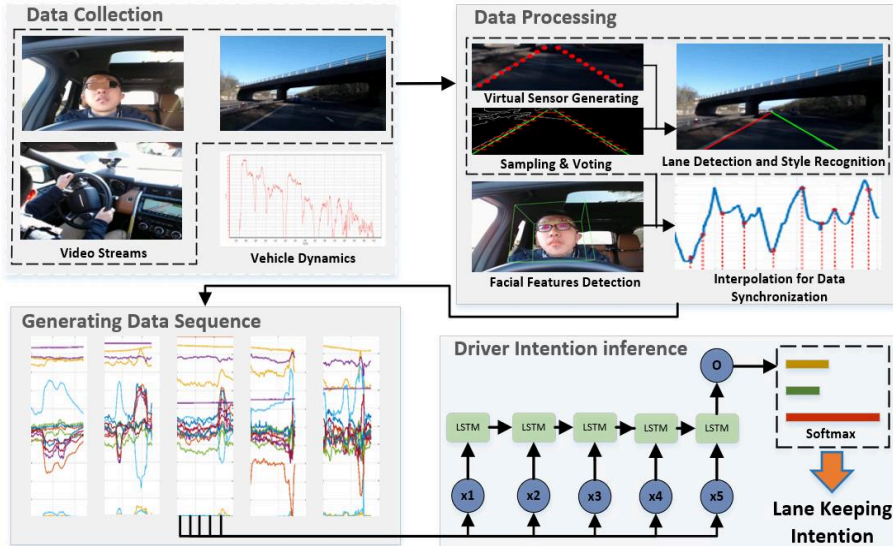 Data Collection
Video Streams
Vehicle Dynamics
Data Processing
Virtual Sensor Generating
Sampling & Voting
Lane Detection and Style Recognition
Facial Features Detection
Interpolation for Data
Synchronization
Generating Data Sequence
Driver Intention inference
O
LSTM
LSTM
LSTM
LSTM
LSTM
Softmax
x1
x2
x3
x4
x5
Lane Keeping
Intention